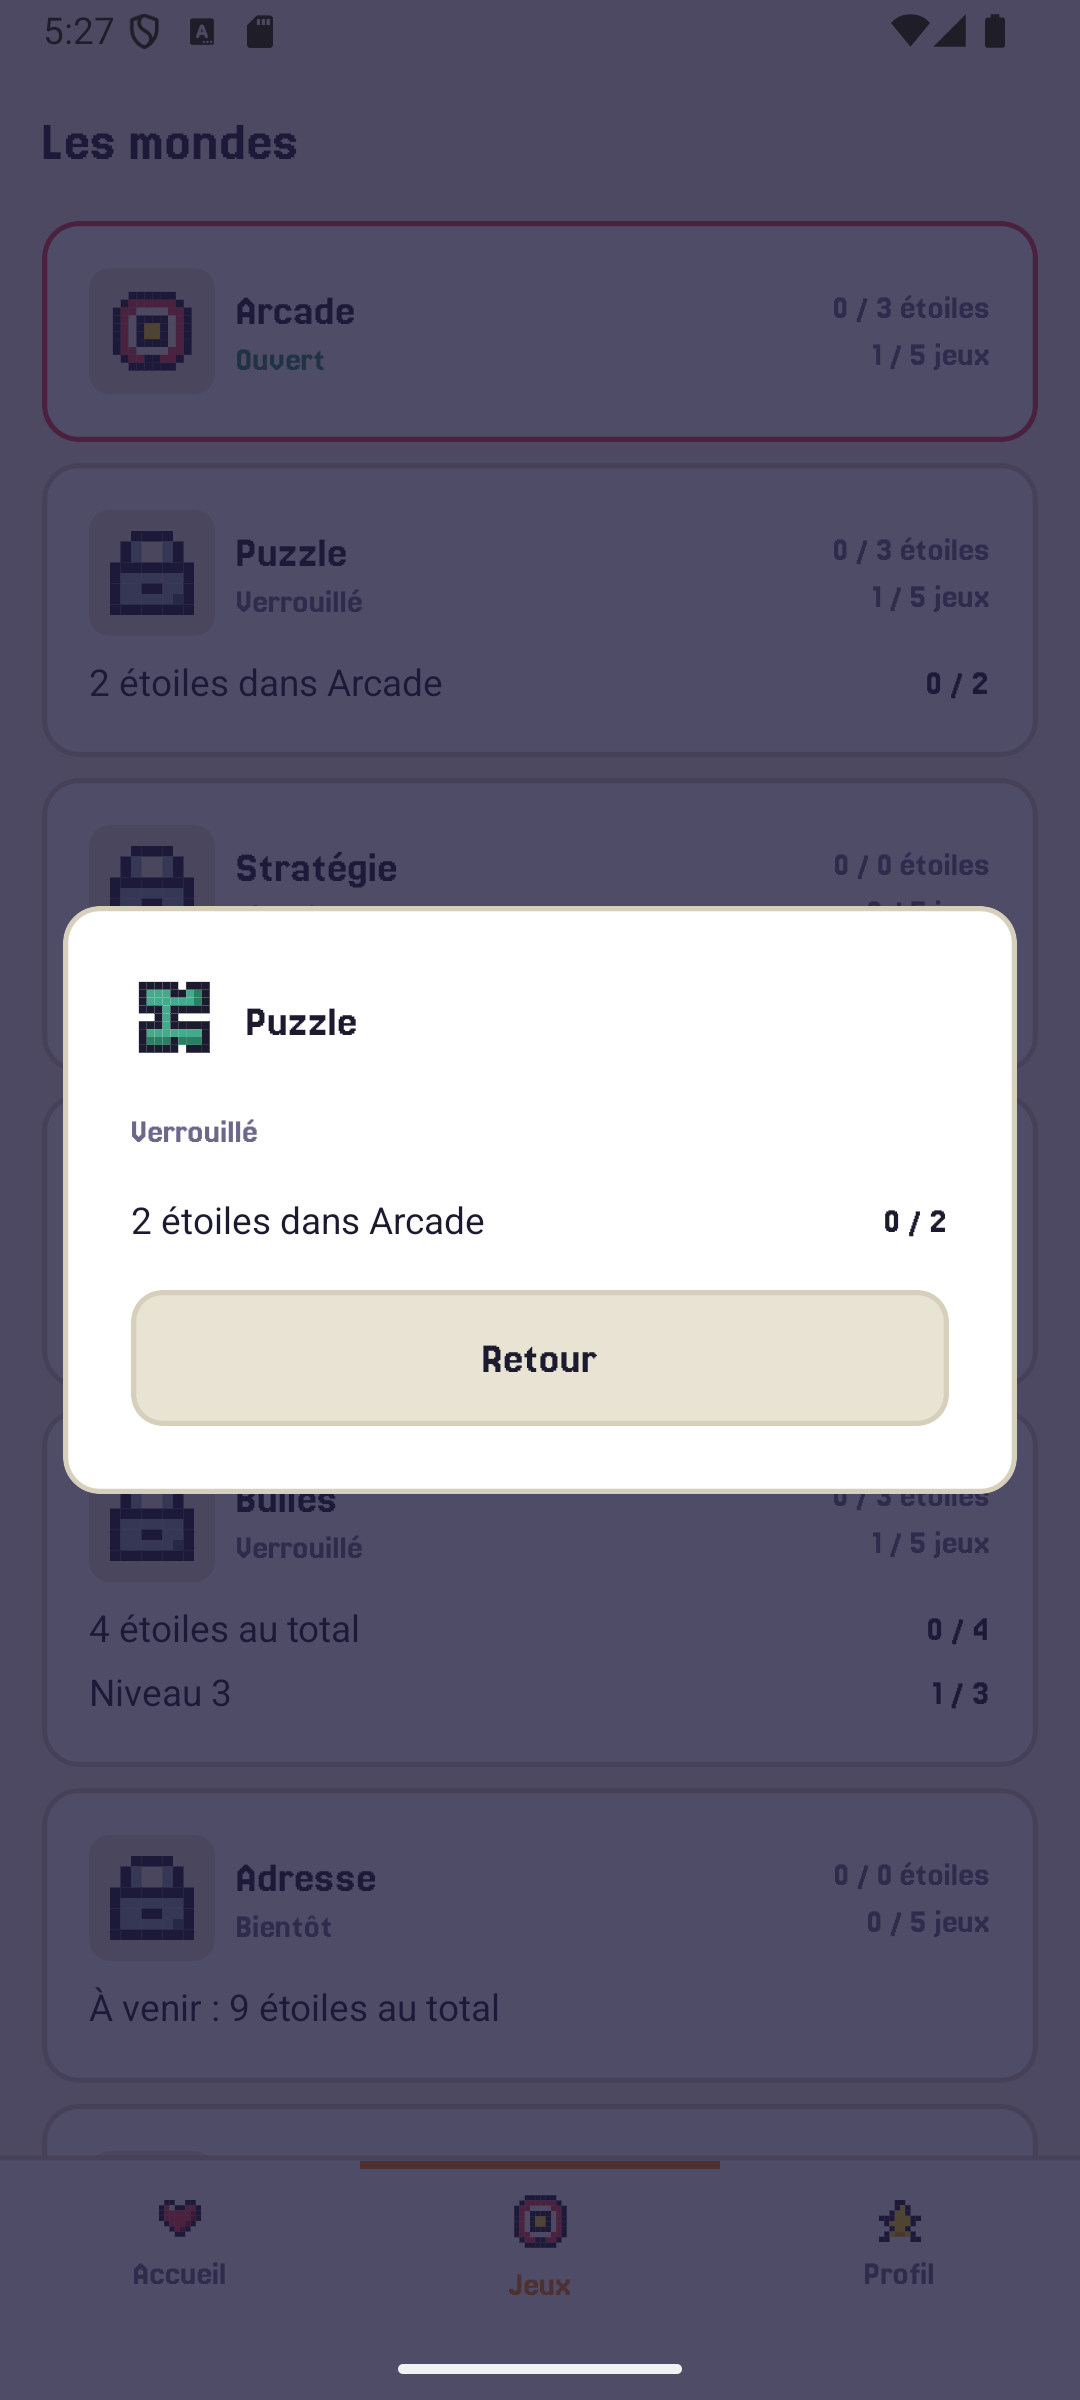 5:27
Les mondes
Arcade
0 / 3 étoiles
Ouvert
1 / 5 jeux
Puzzle
0 / 3 étoiles
Verrouillé
1 / 5 jeux
2 étoiles dans Arcade
0 / 2
Stratégie
0 / 0 étoiles
Puzzle
Verrouillé
2 étoiles dans Arcade
0 / 2
Retour
Bulles
0 / 3 étoiles
Verrouillé
1 / 5 jeux
4 étoiles au total
0 / 4
Niveau 3
1 / 3
Adresse
0 / 0 étoiles
Bientôt
0 / 5 jeux
À venir : 9 étoiles au total
Accueil
Jeux
Profil